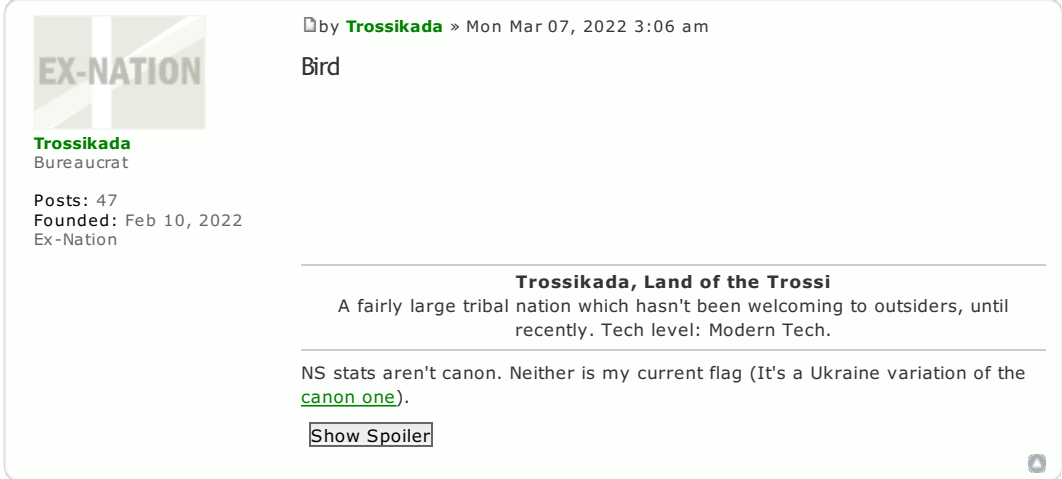 EX-NATION
Trossikada
Bureaucrat
Posts: 47
Founded: Feb 10, 2022
Ex-Nation
by Trossikada » Mon Mar 07, 2022 3:06 am
Bird
Trossikada, Land of the Trossi
A fairly large tribal nation which hasn't been welcoming to outsiders, until
recently. Tech level: Modern Tech.
NS stats aren't canon. Neither is my current flag (It's a Ukraine variation of the
canon one).
Show Spoiler